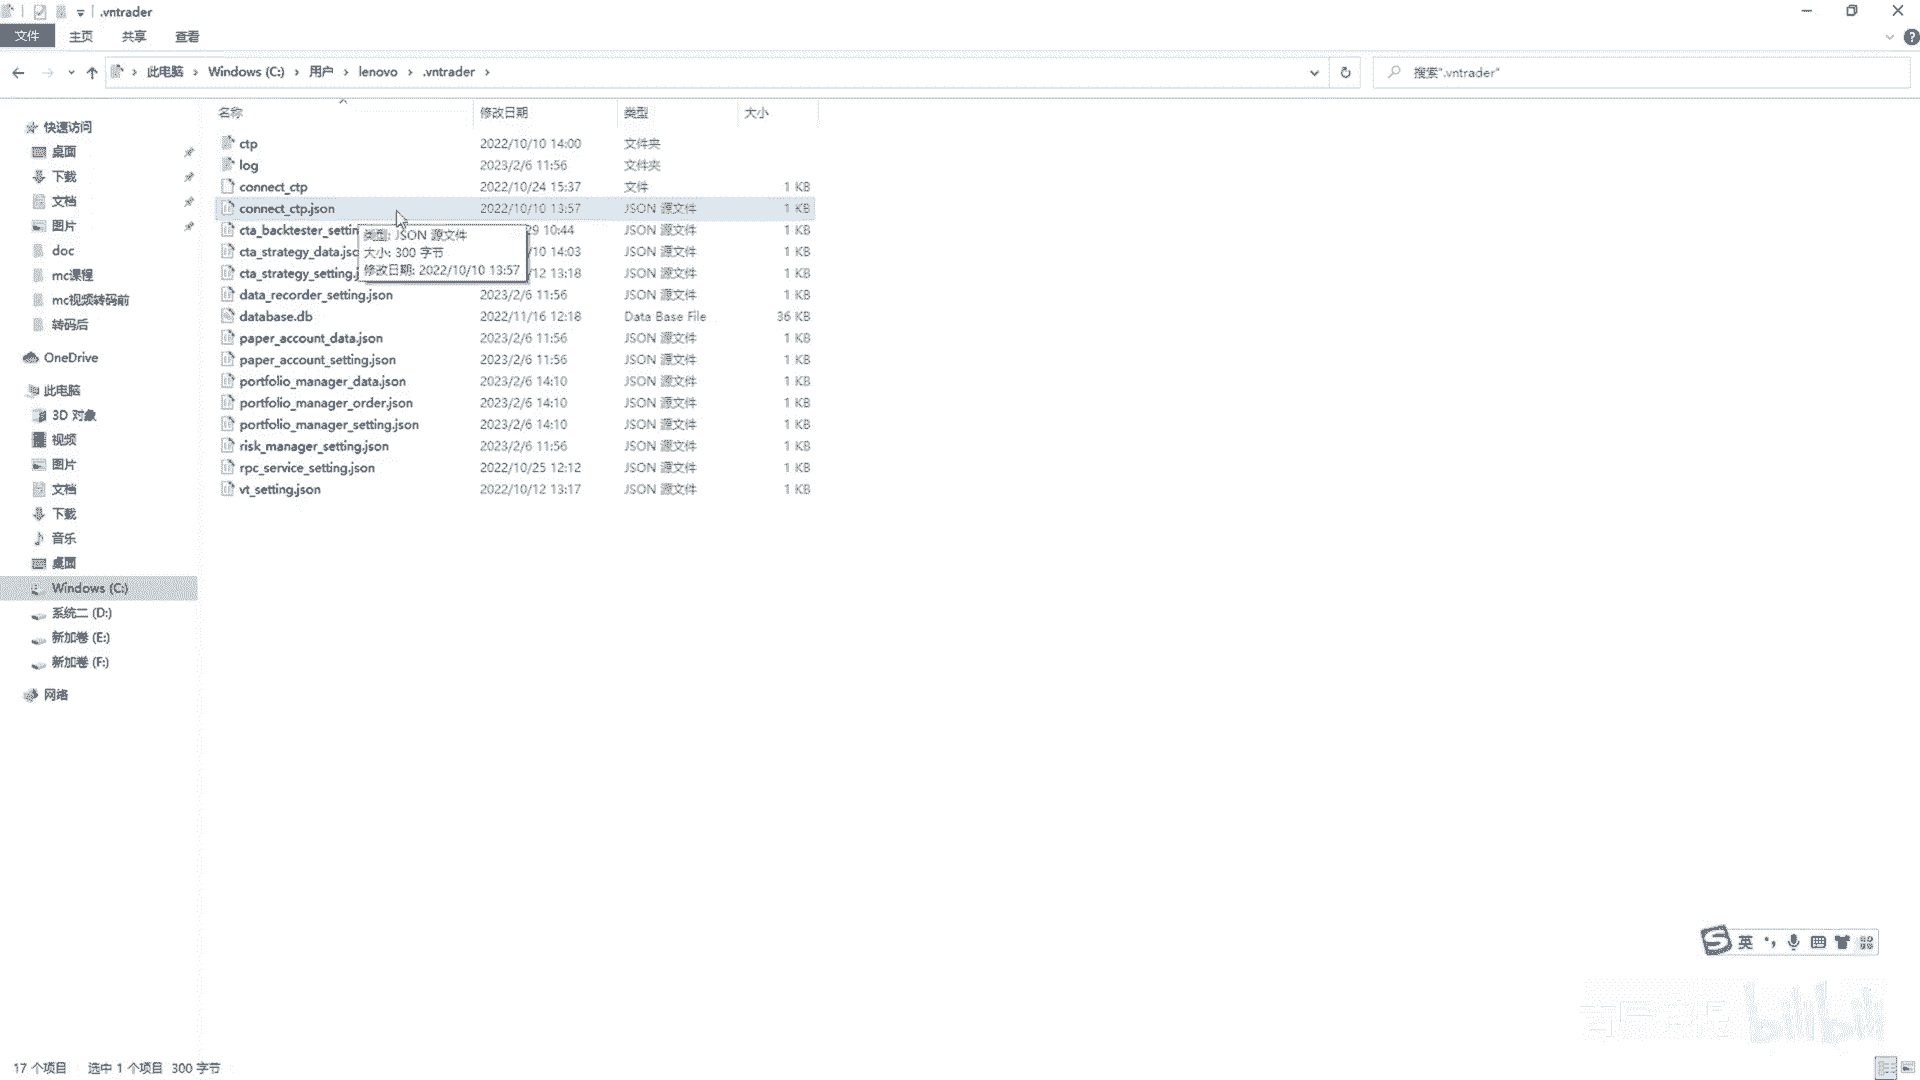 .vntrader
文件 主页 共享 查看
此电脑 › Windows (C:) › 用户 › lenovo › .vntrader ›
搜索".vntrader"
名称 修改日期 类型 大小
快速访问
桌面
下载
文档
图片
doc
mc课程
mc视频转码前
转码后
OneDrive
此电脑
3D 对象
视频
图片
文档
下载
音乐
桌面
Windows (C:)
系统二 (D:)
新加卷 (E:)
新加卷 (F:)
网络
ctp 2022/10/10 14:00 文件夹
log 2023/2/6 11:56 文件夹
connect_ctp 2022/10/24 15:37 文件 1 KB
connect_ctp.json 2022/10/10 13:57 JSON 源文件 1 KB
cta_backtester_settin 29 10:44 JSON 源文件 1 KB
cta_strategy_data.jsc /10 14:03 JSON 源文件 1 KB
cta_strategy_setting.j /12 13:18 JSON 源文件 1 KB
类型: JSON 源文件
大小: 300 字节
修改日期: 2022/10/10 13:57
data_recorder_setting.json 2023/2/6 11:56 JSON 源文件 1 KB
database.db 2022/11/16 12:18 Data Base File 36 KB
paper_account_data.json 2023/2/6 11:56 JSON 源文件 1 KB
paper_account_setting.json 2023/2/6 11:56 JSON 源文件 1 KB
portfolio_manager_data.json 2023/2/6 14:10 JSON 源文件 1 KB
portfolio_manager_order.json 2023/2/6 14:10 JSON 源文件 1 KB
portfolio_manager_setting.json 2023/2/6 14:10 JSON 源文件 1 KB
risk_manager_setting.json 2023/2/6 11:56 JSON 源文件 1 KB
rpc_service_setting.json 2022/10/25 12:12 JSON 源文件 1 KB
vt_setting.json 2022/10/12 13:17 JSON 源文件 1 KB
英
bilibili
17 个项目 选中 1 个项目 300 字节